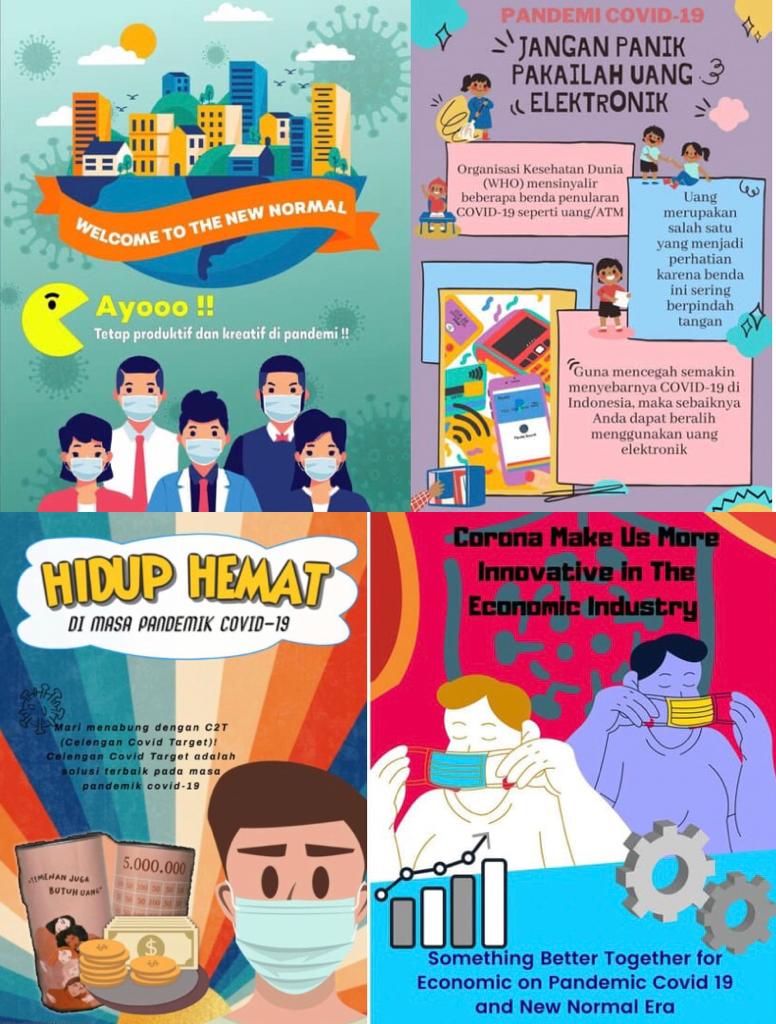 WELCOME TO THE NEW NORMAL
Ayooo !!
Tetap produktif dan kreatif di pandemi !!
PANDEMI COVID-19
JANGAN PANIK
PAKAILAH UANG
ELEKTRONIK
Organisasi Kesehatan Dunia
(WHO) mensinyalir
beberapa benda penularan
COVID-19 seperti uang/ATM
Uang
merupakan
salah satu
yang menjadi
perhatian
karena benda
ini sering
berpindah
tangan
Guna mencegah semakin
menyebarnya COVID-19 di
Indonesia, maka sebaiknya
Anda dapat beralih
menggunakan uang
elektronik
HIDUP HEMAT
DI MASA PANDEMIK COVID-19
Mari menabung dengan C2T
(Celengan Covid Target)!
Celengan Covid Target adalah
solusi terbaik pada masa
pandemik covid-19
"TEMENAN JUGA
BUTUH UANG"
5.000.000
Corona Make Us More
Innovative in The
Economic Industry
Something Better Together for
Economic on Pandemic Covid 19
and New Normal Era